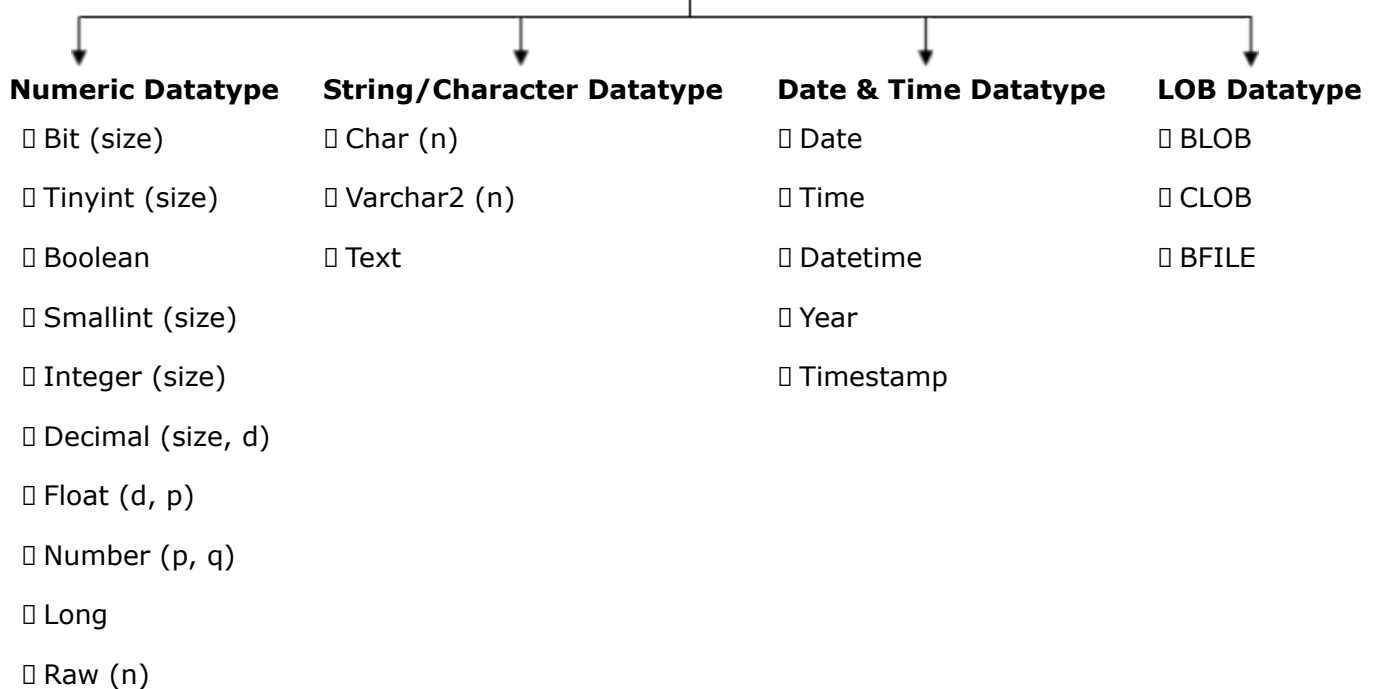 Numeric Datatype
▯ Bit (size)
▯ Tinyint (size)
▯ Boolean
▯ Smallint (size)
▯ Integer (size)
▯ Decimal (size, d)
▯ Float (d, p)
▯ Number (p, q)
▯ Long
▯ Raw (n)
String/Character Datatype
▯ Char (n)
▯ Varchar2 (n)
▯ Text
Date & Time Datatype
▯ Date
▯ Time
▯ Datetime
▯ Year
▯ Timestamp
LOB Datatype
▯ BLOB
▯ CLOB
▯ BFILE